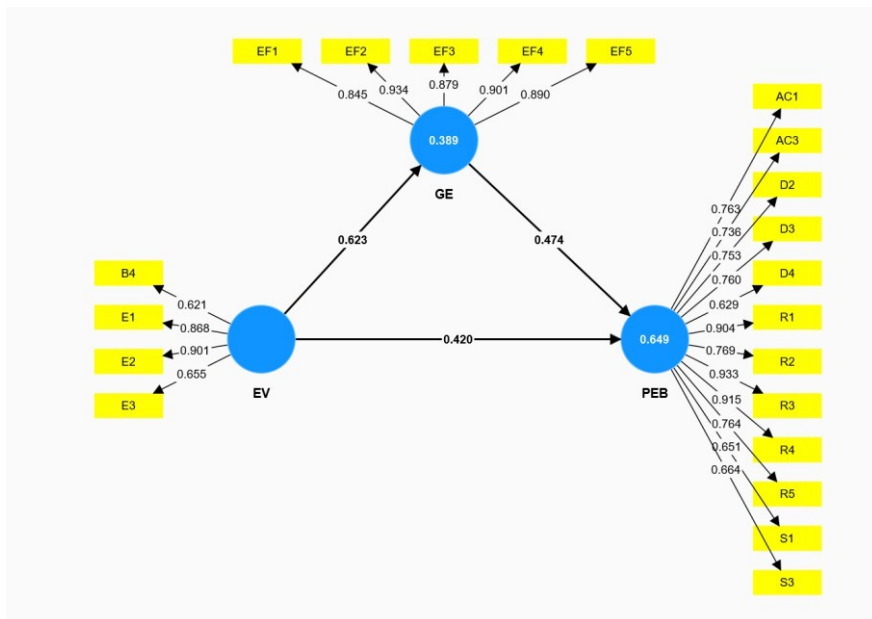 EF1 EF2 EF3 EF4 EF5
0.845 0.934 0.879 0.901 0.890
0.389
GE
0.623
0.474
B4
E1
E2
E3
0.621
0.868
0.901
0.655
EV
0.420
0.649
PEB
0.763
0.736
0.753
0.760
0.629
0.904
0.769
0.933
0.915
0.764
0.651
0.664
AC1
AC3
D2
D3
D4
R1
R2
R3
R4
R5
S1
S3